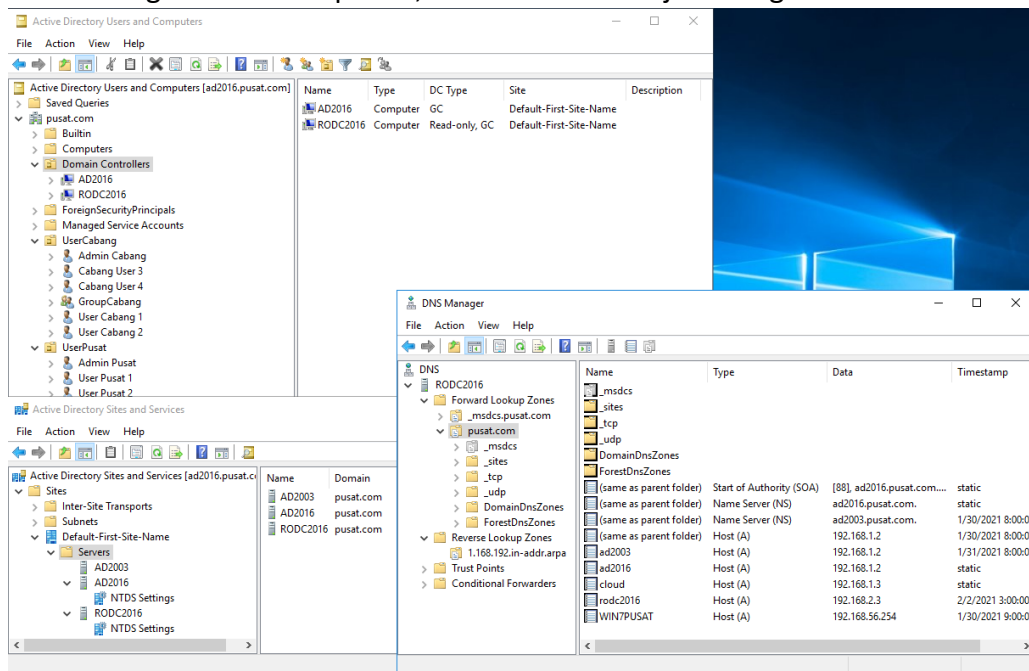 Active Directory Users and Computers
File Action View Help
Active Directory Users and Computers [ad2016.pusat.com]
Saved Queries
pusat.com
Builtin
Computers
Domain Controllers
AD2016
RODC2016
ForeignSecurityPrincipals
Managed Service Accounts
UserCabang
Admin Cabang
Cabang User 3
Cabang User 4
GroupCabang
User Cabang 1
User Cabang 2
UserPusat
Admin Pusat
User Pusat 1
User Pusat 2
Name Type DC Type Site Description
AD2016 Computer GC Default-First-Site-Name
RODC2016 Computer Read-only, GC Default-First-Site-Name
Active Directory Sites and Services
File Action View Help
Active Directory Sites and Services [ad2016.pusat.c
Sites
Inter-Site Transports
Subnets
Default-First-Site-Name
Servers
AD2003
AD2016
NTDS Settings
RODC2016
NTDS Settings
Name Domain
AD2003 pusat.com
AD2016 pusat.com
RODC2016 pusat.com
DNS Manager
File Action View Help
DNS
RODC2016
Forward Lookup Zones
_msdcs.pusat.com
pusat.com
_msdcs
_sites
_tcp
_udp
DomainDnsZones
ForestDnsZones
Reverse Lookup Zones
1.168.192.in-addr.arpa
Trust Points
Conditional Forwarders
Name Type Data Timestamp
_msdcs
_sites
_tcp
_udp
DomainDnsZones
ForestDnsZones
(same as parent folder) Start of Authority (SOA) [88], ad2016.pusat.com.... static
(same as parent folder) Name Server (NS) ad2016.pusat.com. static
(same as parent folder) Name Server (NS) ad2003.pusat.com. 1/30/2021 8:00:0
(same as parent folder) Host (A) 192.168.1.2 1/30/2021 8:00:0
ad2003 Host (A) 192.168.1.2 1/31/2021 8:00:0
ad2016 Host (A) 192.168.1.2 static
cloud Host (A) 192.168.1.3 static
rodc2016 Host (A) 192.168.2.3 2/2/2021 3:00:00
WIN7PUSAT Host (A) 192.168.56.254 1/30/2021 9:00:0